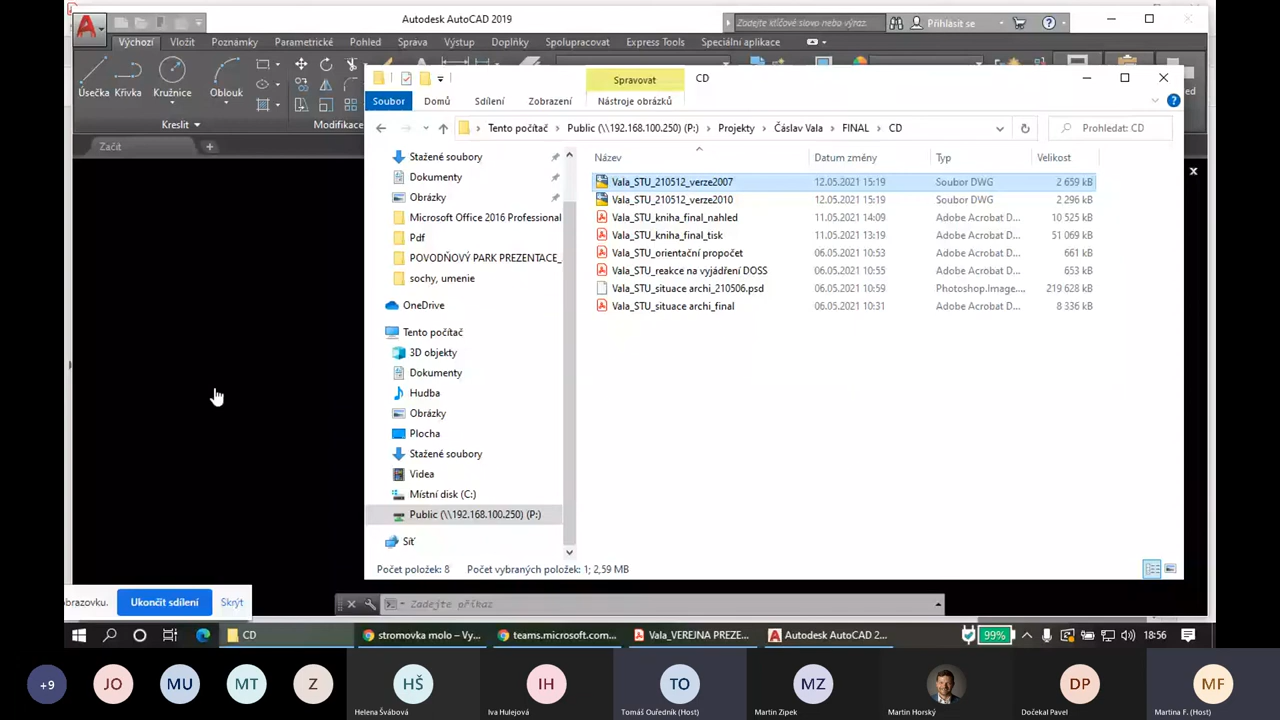 Autodesk AutoCAD 2019
Zadejte klíčové slovo nebo výraz.
Přihlásit se
Výchozí
Vložit
Poznámky
Parametrické
Pohled
Správa
Výstup
Doplňky
Spolupracovat
Express Tools
Speciální aplikace
Úsečka
Křivka
Kružnice
Oblouk
Kreslit
Modifikace
Začít
Spravovat
CD
Soubor
Domů
Sdílení
Zobrazení
Nástroje obrázků
Tento počítač > Public (\\192.168.100.250) (P:) > Projekty > Čáslav Vala > FINAL > CD
Prohledat: CD
Název
Datum změny
Typ
Velikost
Vala_STU_210512_verze2007 12.05.2021 15:19 Soubor DWG 2 659 kB
Vala_STU_210512_verze2010 12.05.2021 15:19 Soubor DWG 2 296 kB
Vala_STU_kniha_final_nahled 11.05.2021 14:09 Adobe Acrobat D... 10 525 kB
Vala_STU_kniha_final_tisk 11.05.2021 13:19 Adobe Acrobat D... 51 069 kB
Vala_STU_orientační propočet 06.05.2021 10:53 Adobe Acrobat D... 661 kB
Vala_STU_reakce na vyjádření DOSS 06.05.2021 10:55 Adobe Acrobat D... 653 kB
Vala_STU_situace archi_210506.psd 06.05.2021 10:59 Photoshop.Image.... 219 628 kB
Vala_STU_situace archi_final 06.05.2021 10:31 Adobe Acrobat D... 8 336 kB
Stažené soubory
Dokumenty
Obrázky
Microsoft Office 2016 Professional
Pdf
POVODŇOVÝ PARK PREZENTACE_
sochy, umenie
OneDrive
Tento počítač
3D objekty
Dokumenty
Hudba
Obrázky
Plocha
Stažené soubory
Videa
Místní disk (C:)
Public (\\192.168.100.250) (P:)
Síť
Počet položek: 8
Počet vybraných položek: 1; 2,59 MB
obrazovku.
Ukončit sdílení
Skrýt
Zadejte příkaz
CD
stromovka molo – Vy...
teams.microsoft.com...
Vala_VEREJNA PREZE...
Autodesk AutoCAD 2...
99%
18:56
+9
JO
MU
MT
Z
HŠ
IH
TO
MZ
DP
MF
Helena Švábová
Iva Hulejová
Tomáš Ouředník (Host)
Martin Zipek
Martin Horský
Dočekal Pavel
Martina F. (Host)